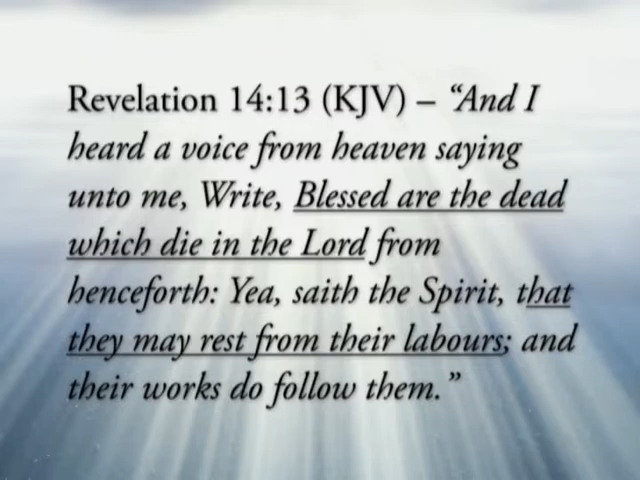 Revelation 14:13 (KJV) – “And I
heard a voice from heaven saying
unto me, Write, Blessed are the dead
which die in the Lord from
henceforth: Yea, saith the Spirit, that
they may rest from their labours; and
their works do follow them.”